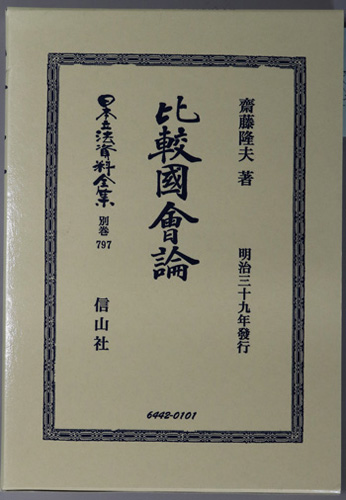 齋藤隆夫 著
明治三十九年發行
比較國會論
日本立法資料全集
別巻
797
信山社
6442-0101